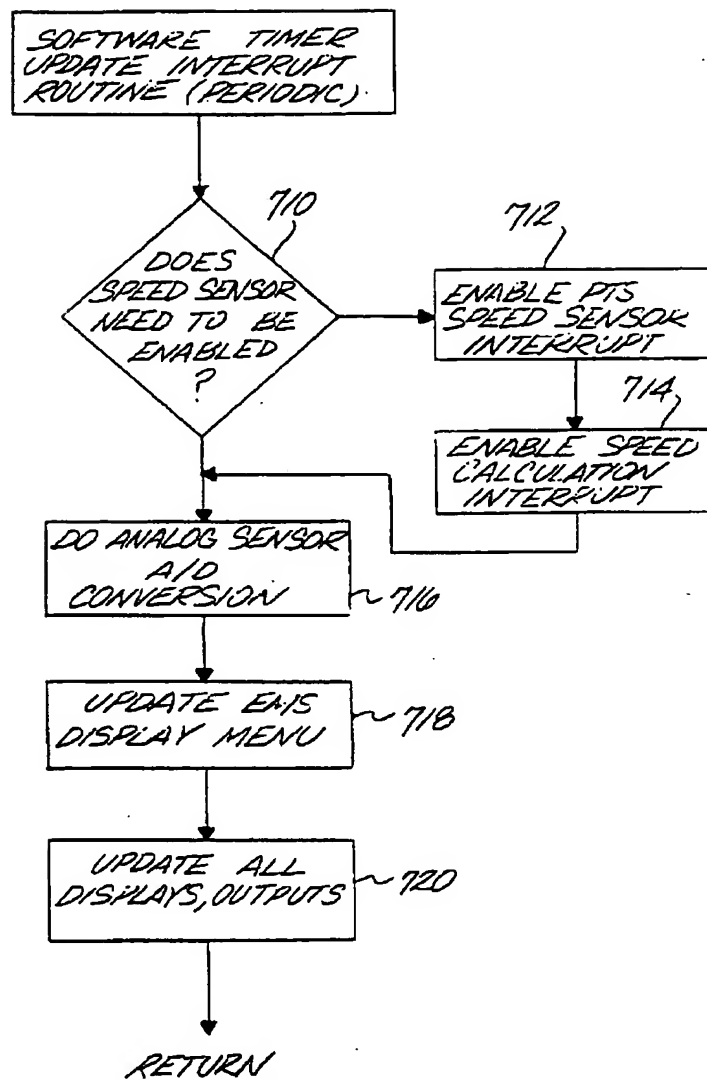 SOFTWARE TIMER
UPDATE INTERRUPT
ROUTINE (PERIODIC)
710
DOES
SPEED SENSOR
NEED TO BE
ENABLED
?
712
ENABLE PTS
SPEED SENSOR
INTERRUPT
714
ENABLE SPEED
CALCULATION
INTERRUPT
DO ANALOG SENSOR
A/D
CONVERSION
716
UPDATE EMS
DISPLAY MENU
718
UPDATE ALL
DISPLAYS, OUTPUTS
720
RETURN